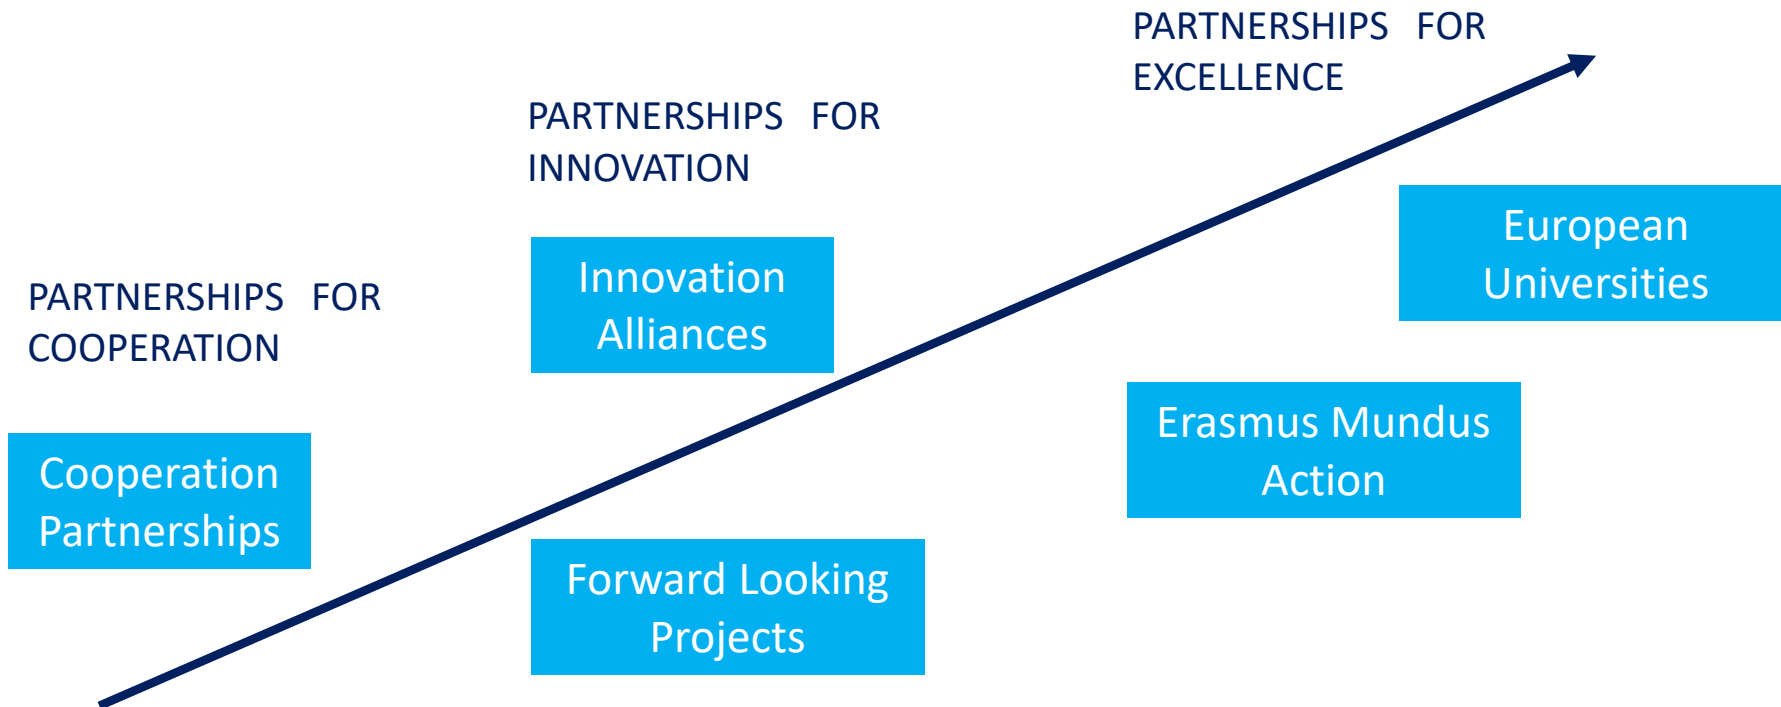 PARTNERSHIPS FOR
COOPERATION
Cooperation
Partnerships
PARTNERSHIPS FOR
INNOVATION
Innovation
Alliances
Forward Looking
Projects
PARTNERSHIPS FOR
EXCELLENCE
European
Universities
Erasmus Mundus
Action